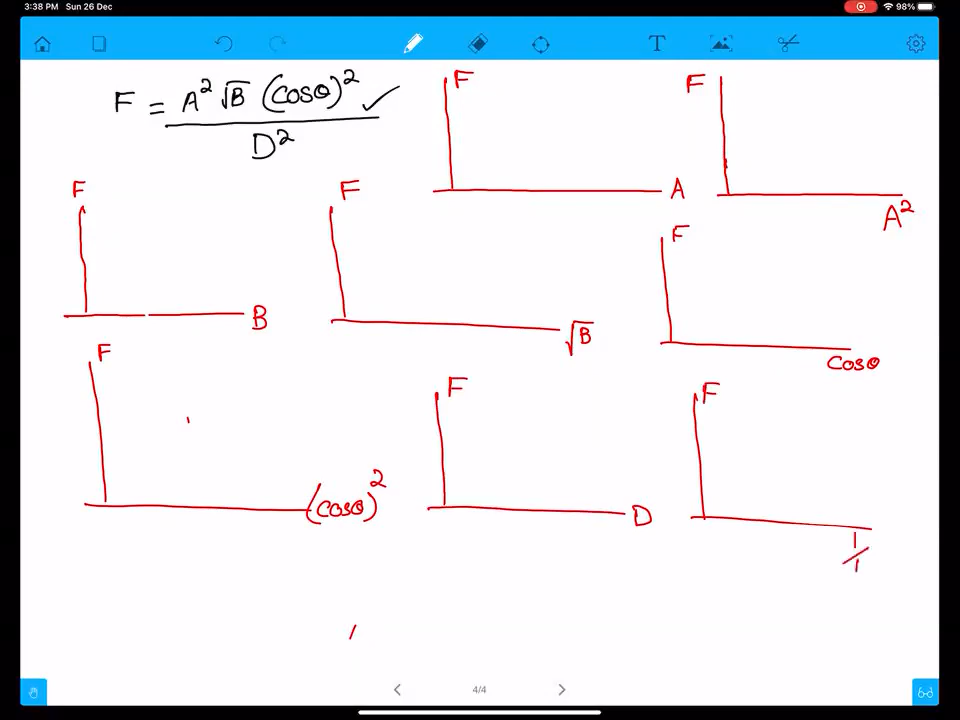 3:38 PM Sun 26 Dec
98%
T
F = A² √B (Cosθ)² ✓
D²
F
A
F
A²
F
B
F
√B
F
Cosθ
F
(Cosθ)²
F
D
F
1/
4/4